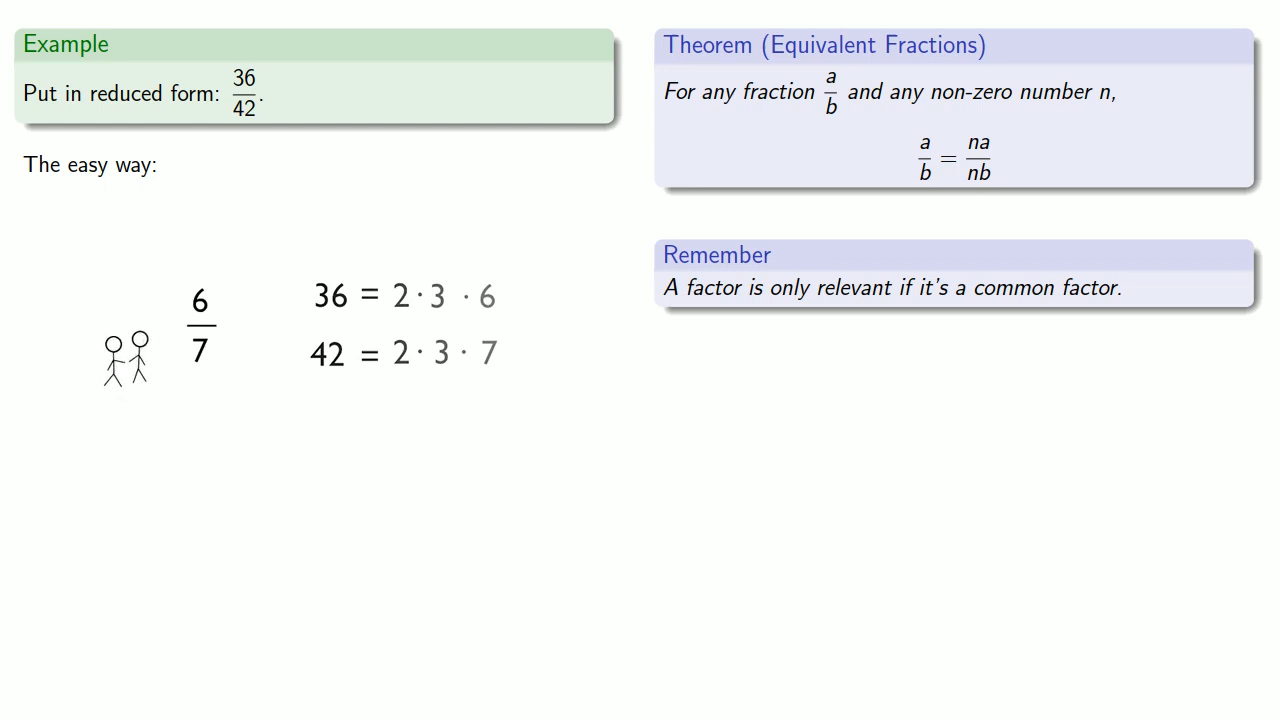 Example
Put in reduced form: 36/42.
The easy way:
6/7
36 = 2 · 3 · 6
42 = 2 · 3 · 7
Theorem (Equivalent Fractions)
For any fraction a/b and any non-zero number n,
a/b = na/nb
Remember
A factor is only relevant if it's a common factor.